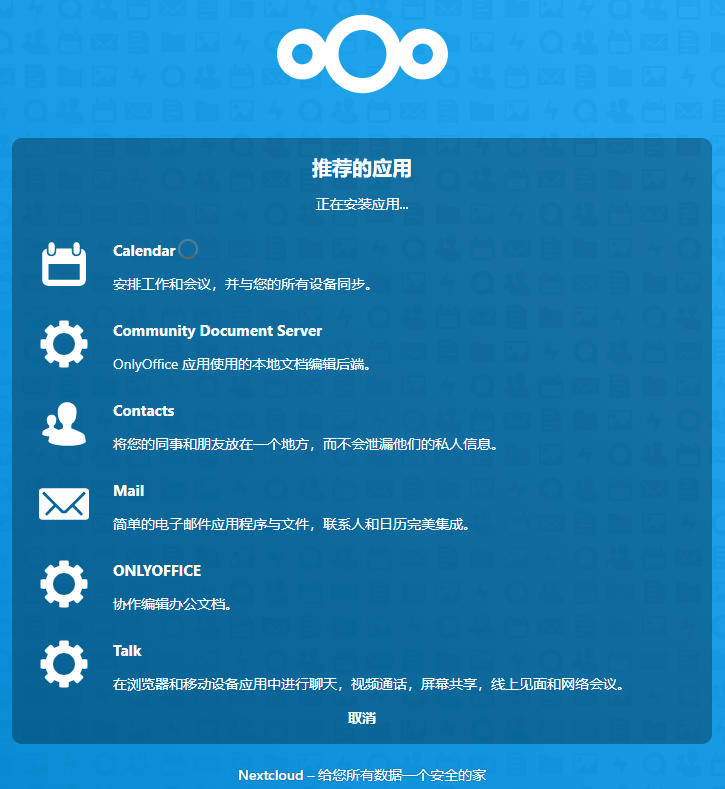 推荐的应用
正在安装应用...
Calendar
安排工作和会议，并与您的所有设备同步。
Community Document Server
OnlyOffice 应用使用的本地文档编辑后端。
Contacts
将您的同事和朋友放在一个地方，而不会泄漏他们的私人信息。
Mail
简单的电子邮件应用程序与文件，联系人和日历完美集成。
ONLYOFFICE
协作编辑办公文档。
Talk
在浏览器和移动设备应用中进行聊天，视频通话，屏幕共享，线上见面和网络会议。
取消
Nextcloud – 给您所有数据一个安全的家